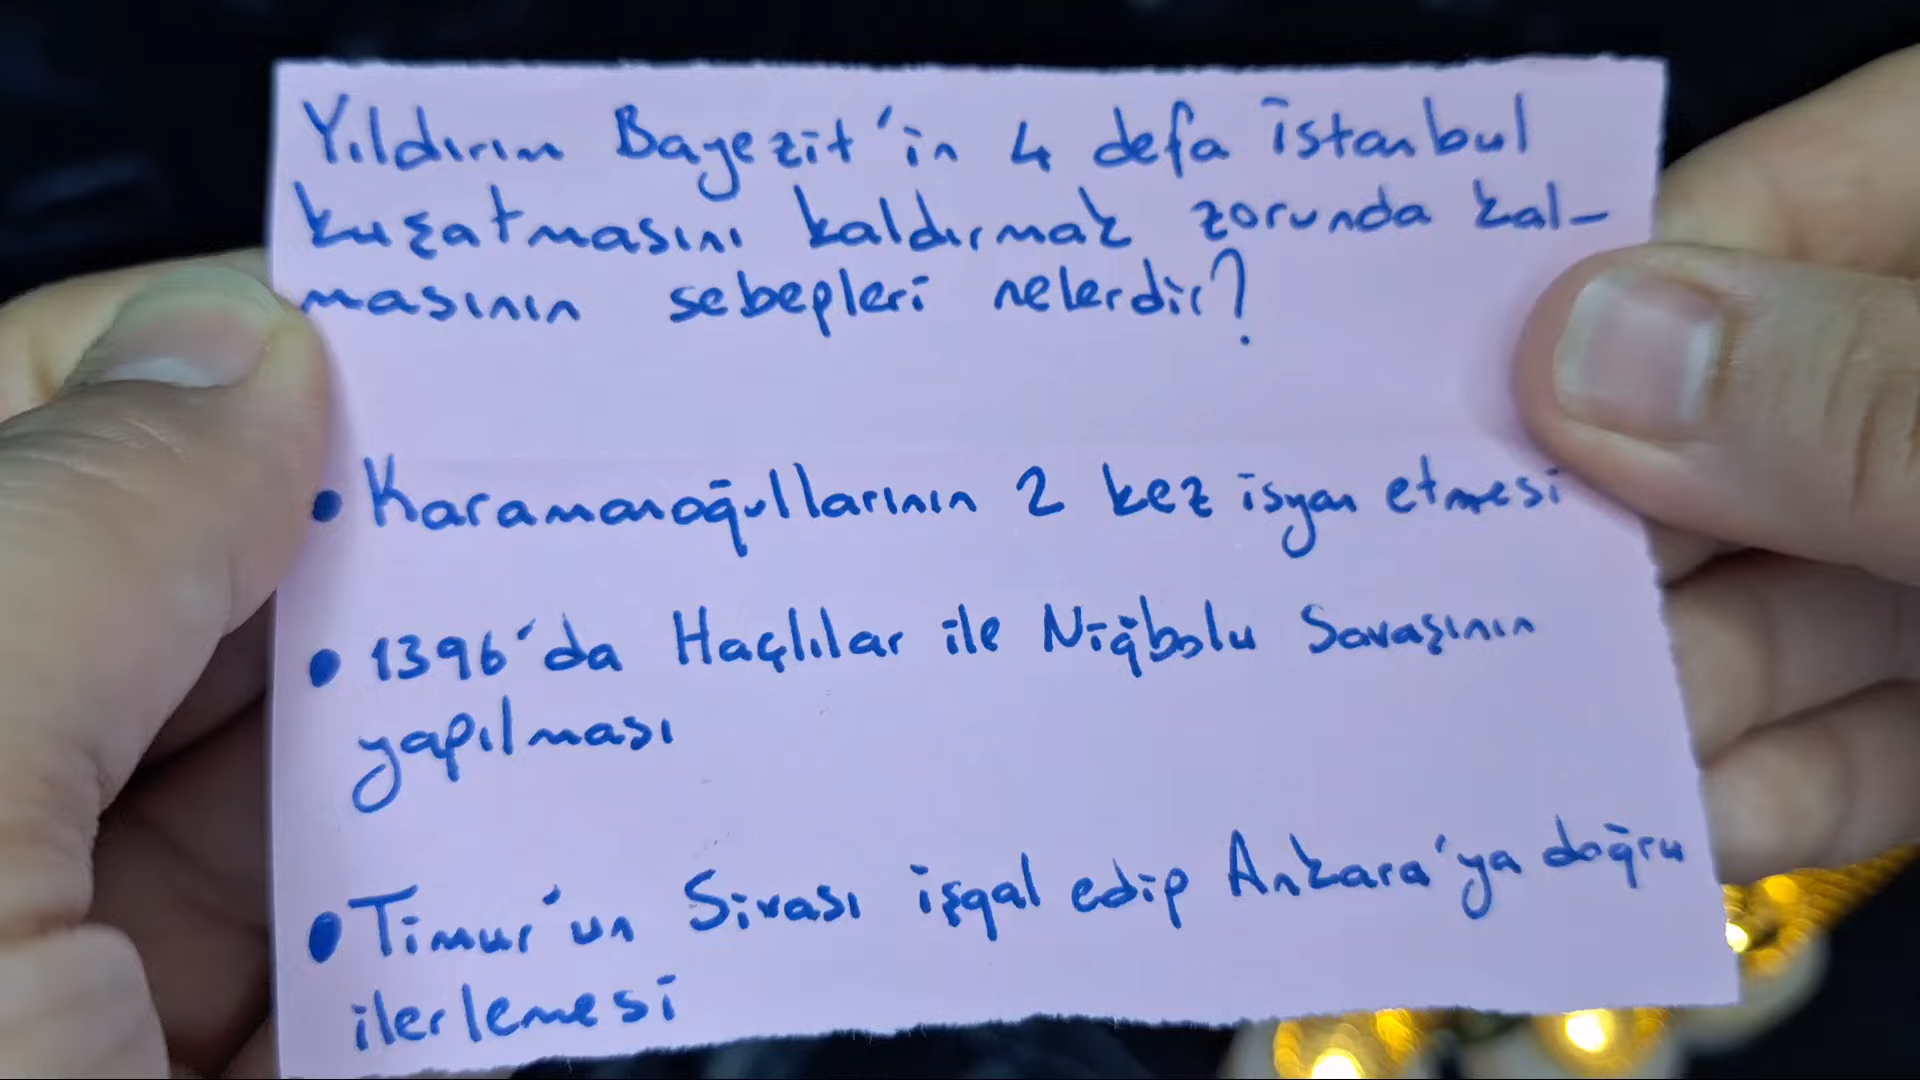 Yıldırım Bayezit'in 4 defa İstanbul
kuşatmasını kaldırmak zorunda kal-
masının sebepleri nelerdir?
• Karamanoğullarının 2 kez isyan etmesi
• 1396'da Haçlılar ile Niğbolu Savaşının
yapılması
• Timur'un Sivası işgal edip Ankara'ya doğru
ilerlemesi